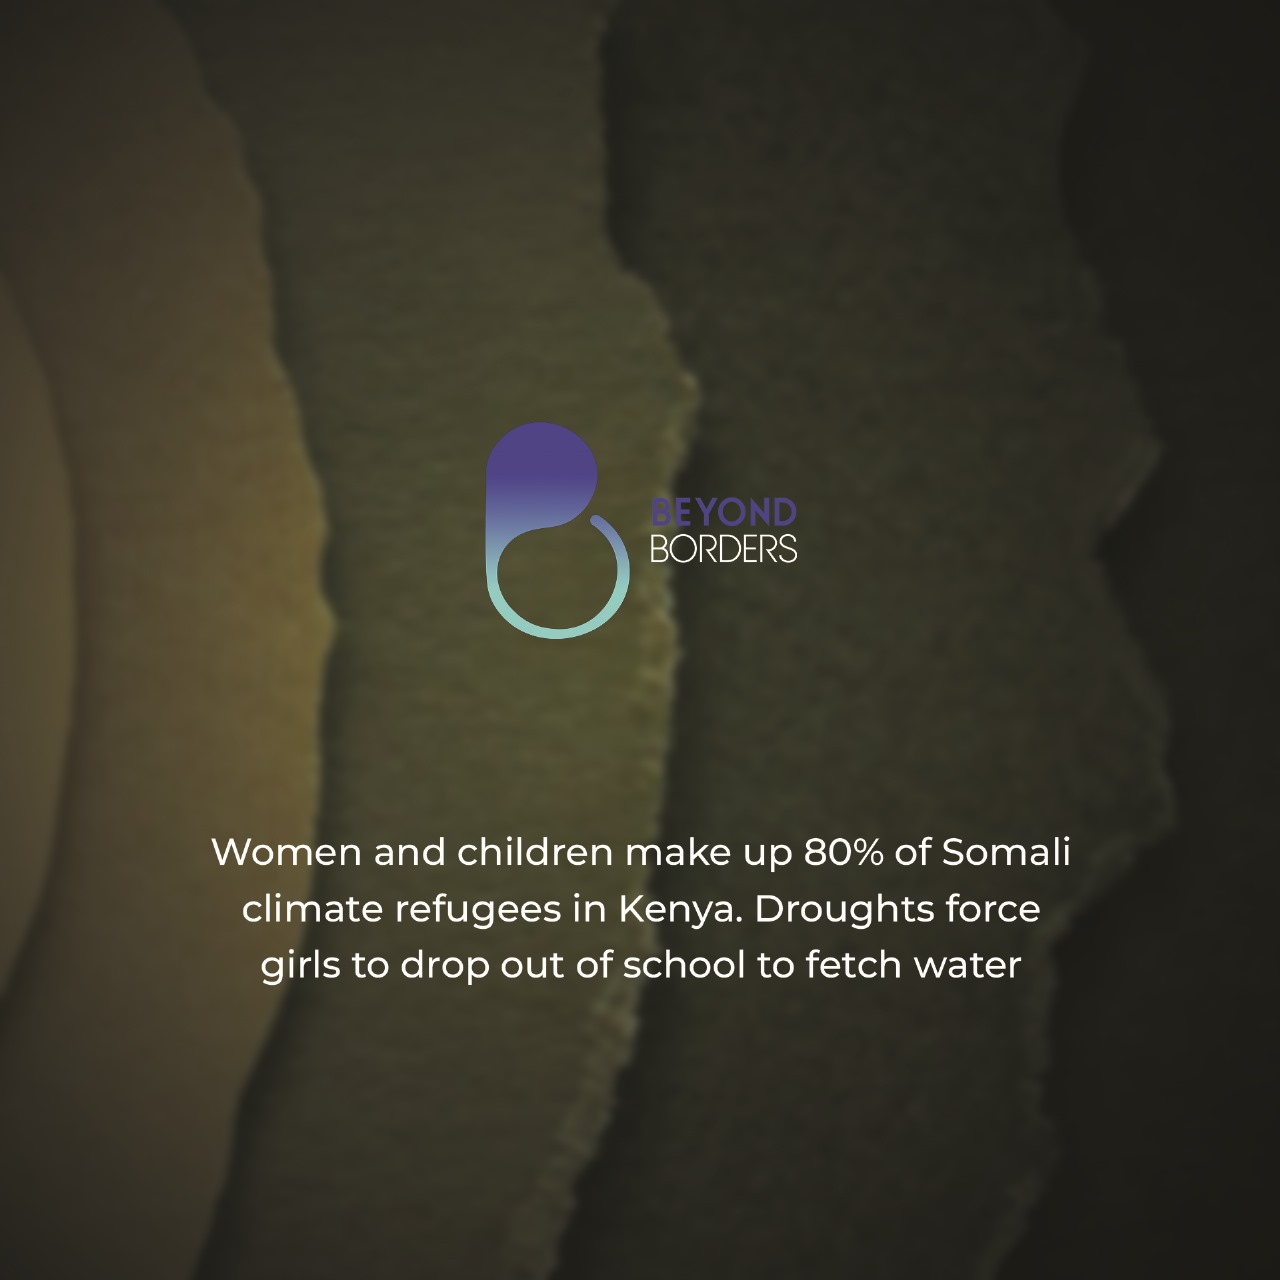 BEYOND
BORDERS
Women and children make up 80% of Somali
climate refugees in Kenya. Droughts force
girls to drop out of school to fetch water